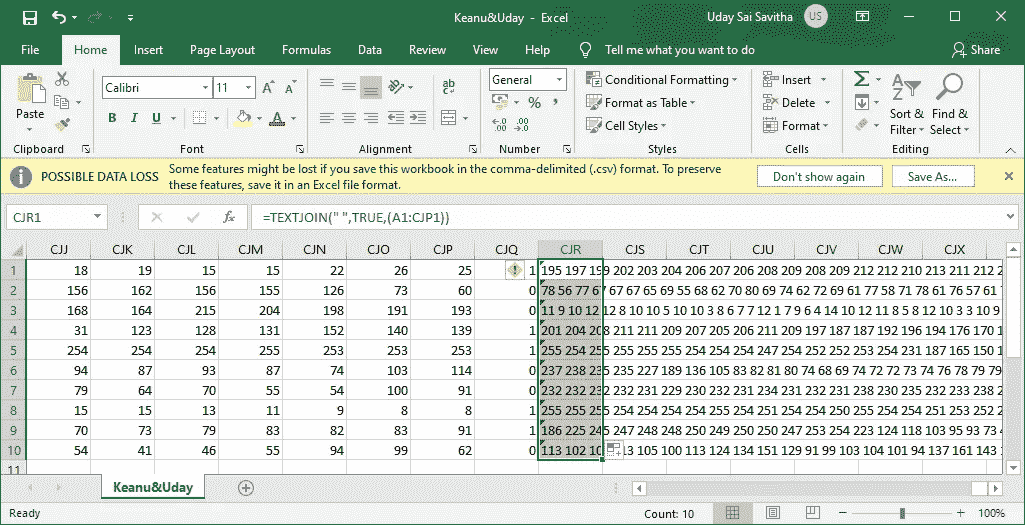 Keanu&Uday - Excel
Uday Sai Savitha US
File Home Insert Page Layout Formulas Data Review View Help Tell me what you want to do Share
Paste
Clipboard
Calibri 11
B I U
Font
Alignment
General
Number
Conditional Formatting
Format as Table
Cell Styles
Styles
Insert
Delete
Format
Cells
Sort & Filter
Find & Select
Editing
POSSIBLE DATA LOSS Some features might be lost if you save this workbook in the comma-delimited (.csv) format. To preserve
these features, save it in an Excel file format.
Don't show again Save As...
CJR1 fx =TEXTJOIN(" ",TRUE,(A1:CJP1))
CJJ CJK CJL CJM CJN CJO CJP CJQ CJR CJS CJT CJU CJV CJW CJX
1 18 19 15 15 22 26 25 1 195 197 199 202 203 204 206 207 206 208 209 208 209 212 212 210 213 211 212 2
2 156 162 156 155 126 73 60 0 78 56 77 67 67 67 65 69 55 68 62 70 80 69 74 62 72 69 61 77 58 71 78 61 76 57 61
3 168 164 215 204 198 191 193 0 11 9 10 12 12 8 10 10 5 10 10 3 8 6 7 7 12 1 7 9 6 4 14 10 12 11 8 5 8 12 10 3 3 10 9
4 31 123 128 131 152 140 139 1 201 204 208 211 211 209 207 205 206 211 209 197 187 187 192 196 194 176 170 1
5 254 254 254 255 253 253 253 1 255 254 255 255 255 254 254 254 247 254 252 252 253 254 231 187 165 150 1
6 94 87 93 87 74 103 114 0 237 238 235 235 227 189 136 105 83 82 81 80 74 68 69 74 72 72 73 74 76 78 79 79
7 79 64 70 55 54 100 91 0 232 232 232 232 231 229 230 232 231 234 231 232 231 238 230 235 232 233 238 2
8 15 15 13 11 9 8 8 1 255 255 255 254 254 254 254 255 251 254 255 254 250 255 254 254 251 253 252 2
9 70 73 79 83 82 83 91 1 186 225 245 247 248 248 250 249 250 250 247 253 254 223 124 118 103 95 93 73
10 54 41 46 55 94 99 62 0 113 102 103 113 105 100 113 124 134 151 129 91 99 103 104 101 94 137 161 143 1
11
Keanu&Uday
Ready Count: 10 100%